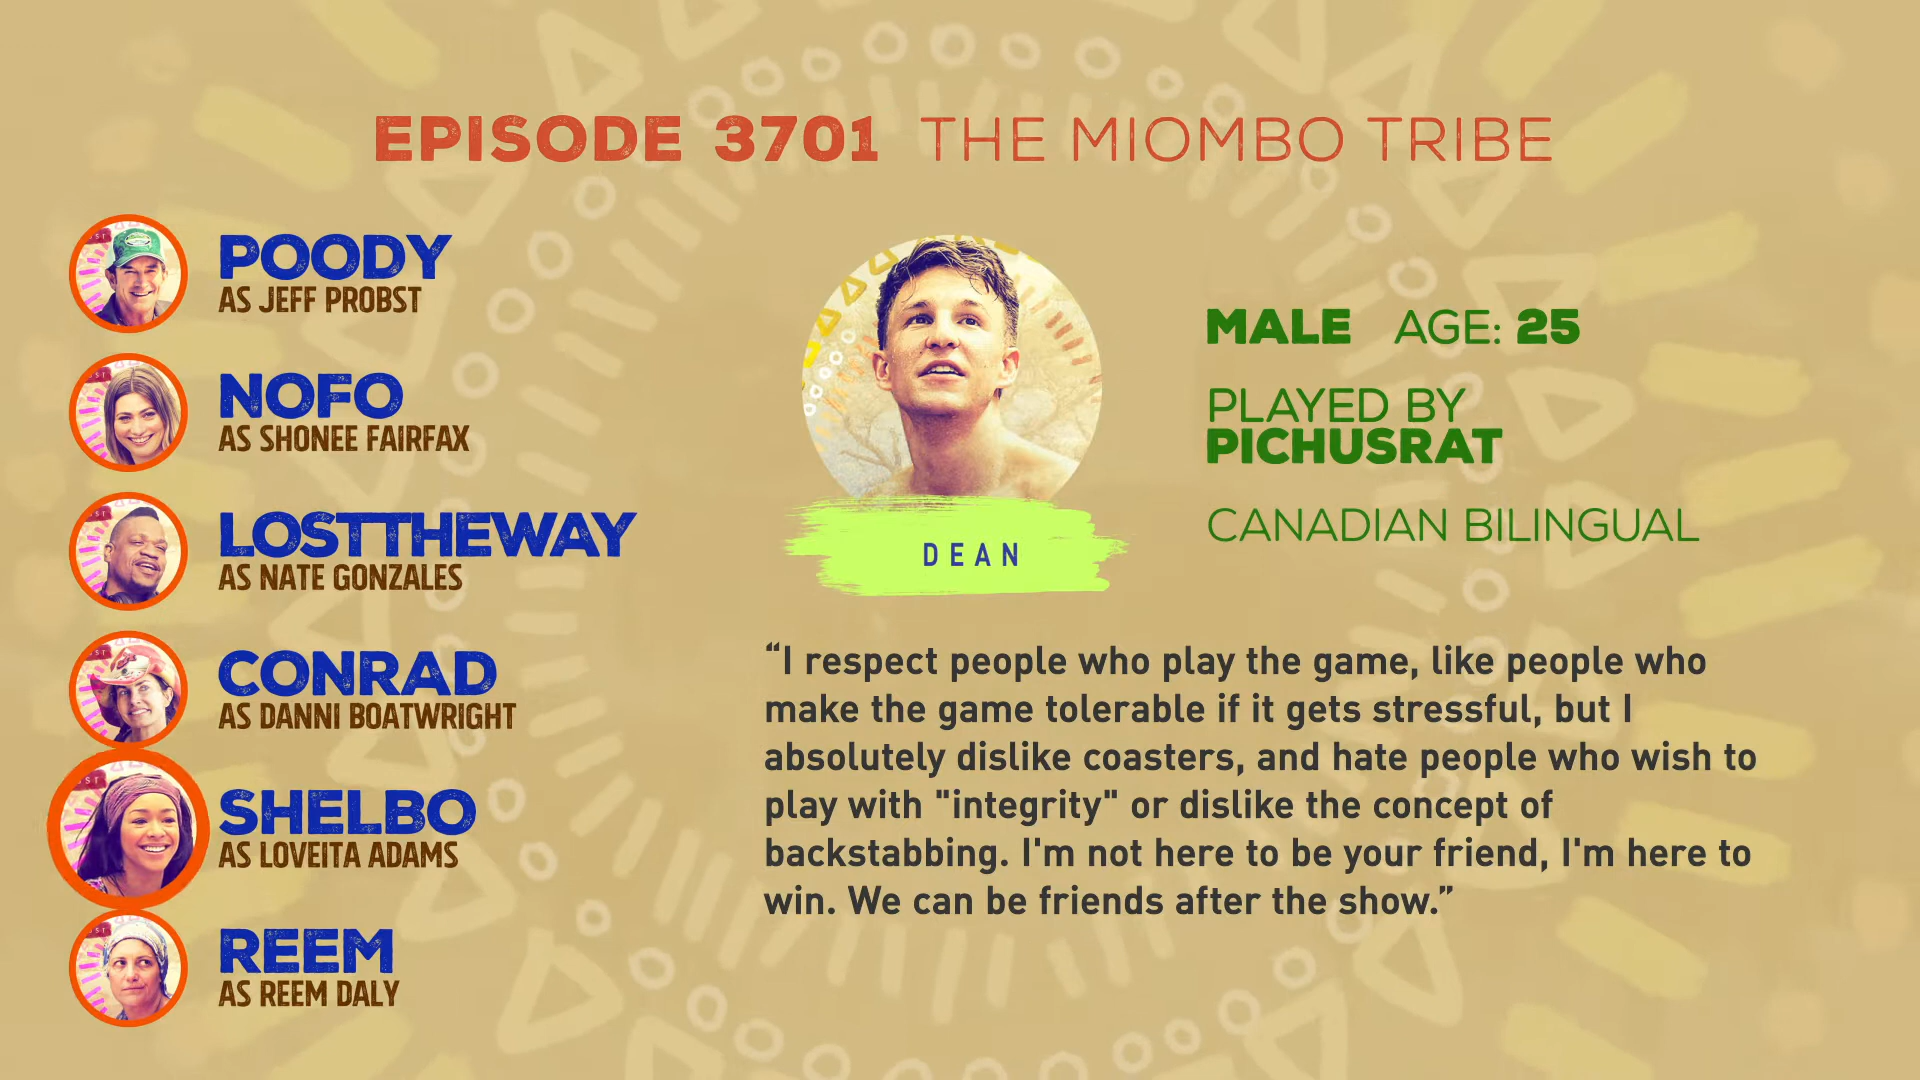 EPISODE 3701 THE MIOMBO TRIBE
POODY
AS JEFF PROBST
NOFO
AS SHONEE FAIRFAX
LOSTTHEWAY
AS NATE GONZALES
CONRAD
AS DANNI BOATWRIGHT
SHELBO
AS LOVEITA ADAMS
REEM
AS REEM DALY
DEAN
MALE AGE: 25
PLAYED BY
PICHUSRAT
CANADIAN BILINGUAL
“I respect people who play the game, like people who
make the game tolerable if it gets stressful, but I
absolutely dislike coasters, and hate people who wish to
play with "integrity" or dislike the concept of
backstabbing. I'm not here to be your friend, I'm here to
win. We can be friends after the show.”